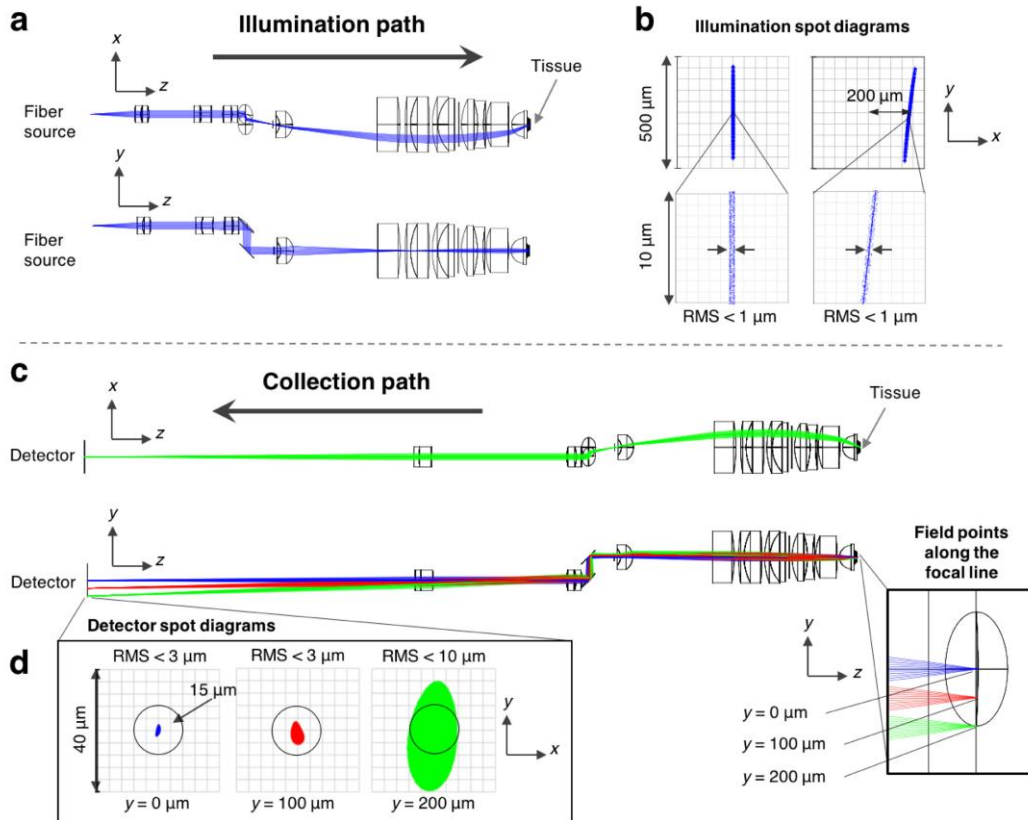 a
Illumination path
x
z
Tissue
Fiber
source
y
z
Fiber
source
b
Illumination spot diagrams
500 µm
200 µm
y
x
10 µm
RMS < 1 µm
RMS < 1 µm
c
Collection path
x
z
Tissue
Detector
y
z
Detector
Field points
along the
focal line
y
z
y = 0 µm
y = 100 µm
y = 200 µm
d
Detector spot diagrams
RMS < 3 µm
RMS < 3 µm
RMS < 10 µm
15 µm
40 µm
y
x
y = 0 µm
y = 100 µm
y = 200 µm